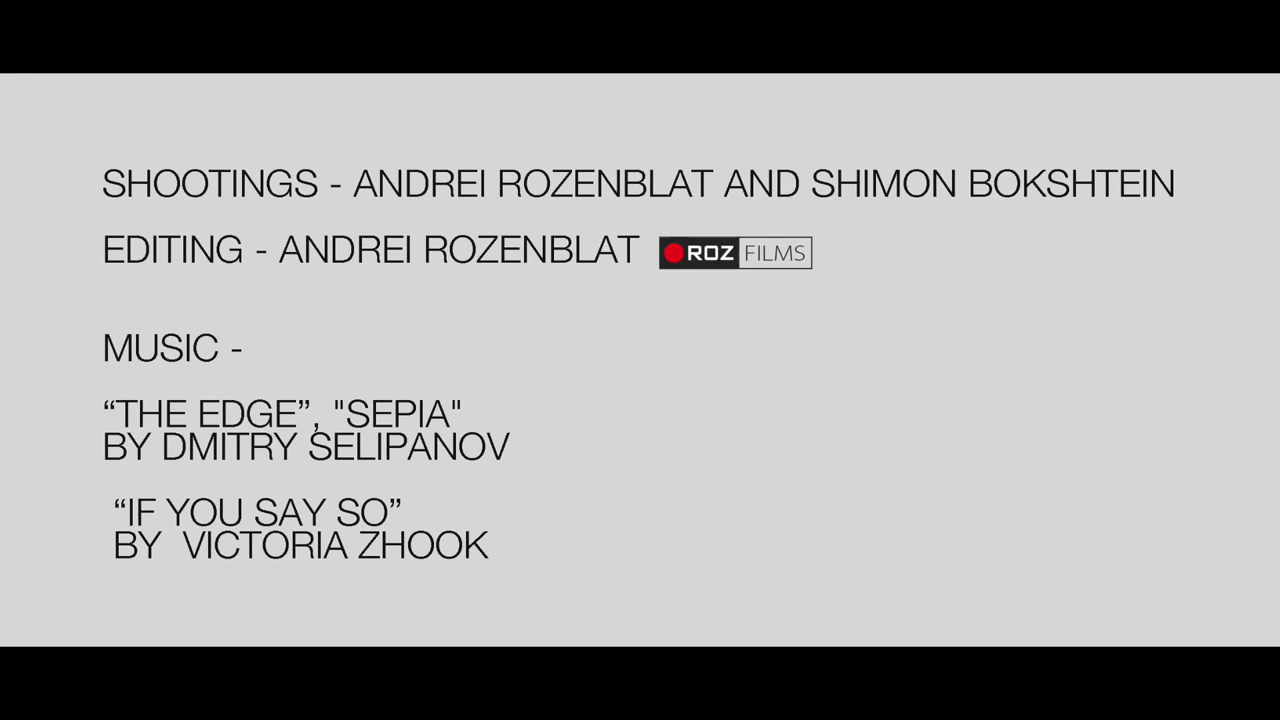 SHOOTINGS - ANDREI ROZENBLAT AND SHIMON BOKSHTEIN
EDITING - ANDREI ROZENBLAT ROZ FILMS
MUSIC -
“THE EDGE”, "SEPIA"
BY DMITRY SELIPANOV
“IF YOU SAY SO”
BY VICTORIA ZHOOK